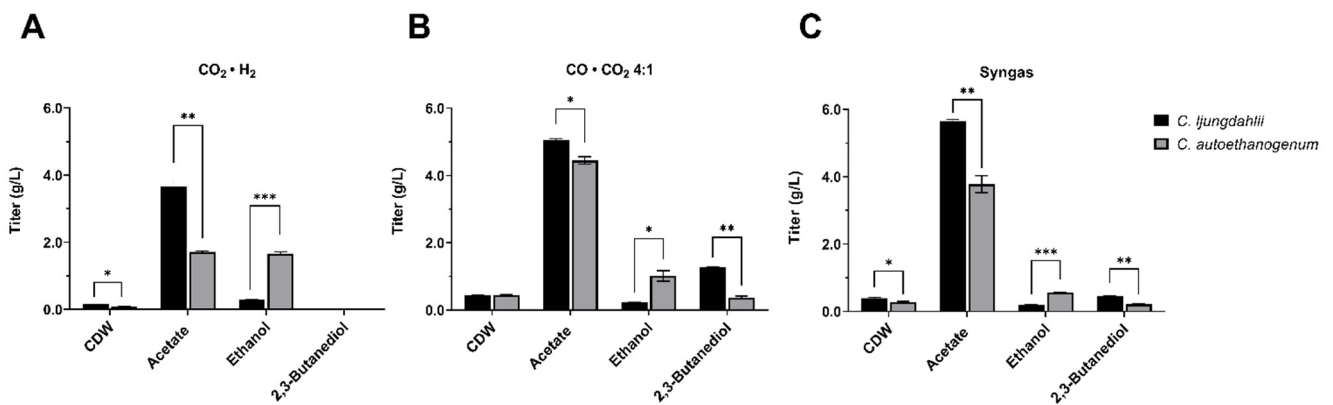 A
CO₂ • H₂
Titer (g/L)
6.0
4.0
2.0
0.0
*
**
***
CDW
Acetate
Ethanol
2,3-Butanediol
B
CO • CO₂ 4:1
Titer (g/L)
6.0
4.0
2.0
0.0
*
*
**
CDW
Acetate
Ethanol
2,3-Butanediol
C
Syngas
Titer (g/L)
6.0
4.0
2.0
0.0
*
**
***
**
CDW
Acetate
Ethanol
2,3-Butanediol
C. ljungdahlii
C. autoethanogenum